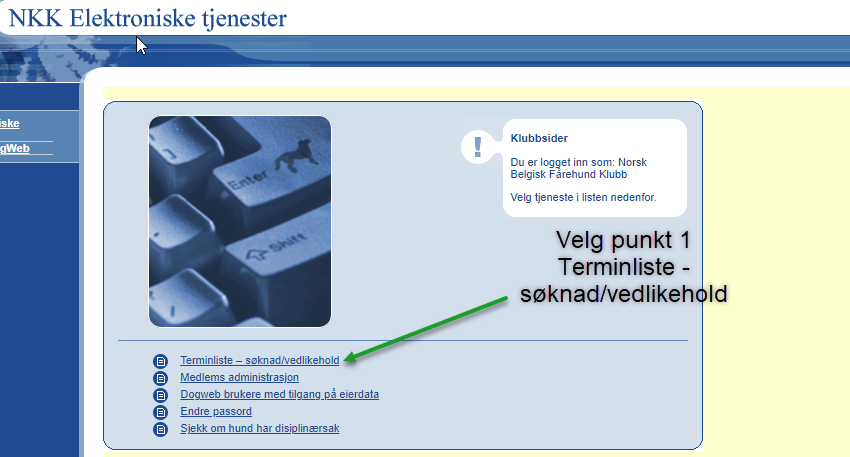 NKK Elektroniske tjenester
iske
gWeb
Enter
Shift
Klubbsider
Du er logget inn som: Norsk
Belgisk Fårehund Klubb
Velg tjeneste i listen nedenfor.
Velg punkt 1
Terminliste -
søknad/vedlikehold
Terminliste – søknad/vedlikehold
Medlems administrasjon
Dogweb brukere med tilgang på eierdata
Endre passord
Sjekk om hund har disiplinærsak